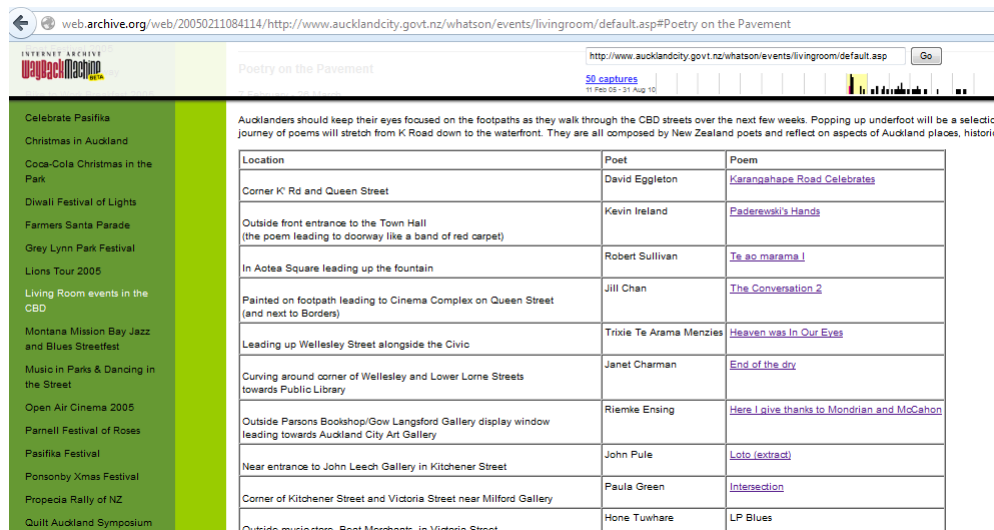 web.archive.org/web/20050211084114/http://www.aucklandcity.govt.nz/whatson/events/livingroom/default.asp#Poetry on the Pavement
INTERNET ARCHIVE
WayBackMachine
BETA
http://www.aucklandcity.govt.nz/whatson/events/livingroom/default.asp Go
50 captures
11 Feb 05 - 31 Aug 10
Poetry on the Pavement
Celebrate Pasifika
Christmas in Auckland
Coca-Cola Christmas in the
Park
Diwali Festival of Lights
Farmers Santa Parade
Grey Lynn Park Festival
Lions Tour 2005
Living Room events in the
CBD
Montana Mission Bay Jazz
and Blues Streetfest
Music in Parks & Dancing in
the Street
Open Air Cinema 2005
Parnell Festival of Roses
Pasifika Festival
Ponsonby Xmas Festival
Propecia Rally of NZ
Quilt Auckland Symposium
Aucklanders should keep their eyes focused on the footpaths as they walk through the CBD streets over the next few weeks. Popping up underfoot will be a selectio
journey of poems will stretch from K Road down to the waterfront. They are all composed by New Zealand poets and reflect on aspects of Auckland places, historic
Location Poet Poem
Corner K' Rd and Queen Street David Eggleton Karangahape Road Celebrates
Outside front entrance to the Town Hall Kevin Ireland Paderewski's Hands
(the poem leading to doorway like a band of red carpet)
In Aotea Square leading up the fountain Robert Sullivan Te ao marama I
Painted on footpath leading to Cinema Complex on Queen Street Jill Chan The Conversation 2
(and next to Borders)
Leading up Wellesley Street alongside the Civic Trixie Te Arama Menzies Heaven was In Our Eyes
Curving around corner of Wellesley and Lower Lorne Streets Janet Charman End of the dry
towards Public Library
Outside Parsons Bookshop/Gow Langsford Gallery display window Riemke Ensing Here I give thanks to Mondrian and McCahon
leading towards Auckland City Art Gallery
Near entrance to John Leech Gallery in Kitchener Street John Pule Loto (extract)
Corner of Kitchener Street and Victoria Street near Milford Gallery Paula Green Intersection
Outside music store, Beat Merchants, in Victoria Street Hone Tuwhare LP Blues